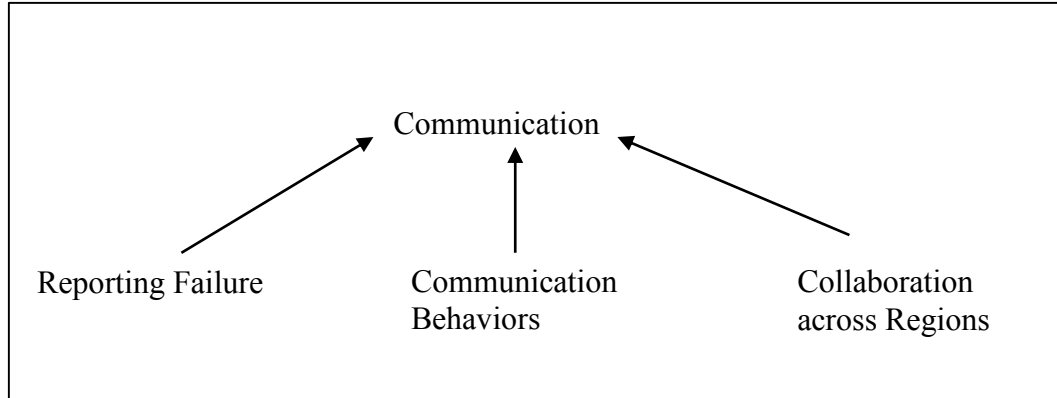 Communication
Reporting Failure
Communication
Behaviors
Collaboration
across Regions